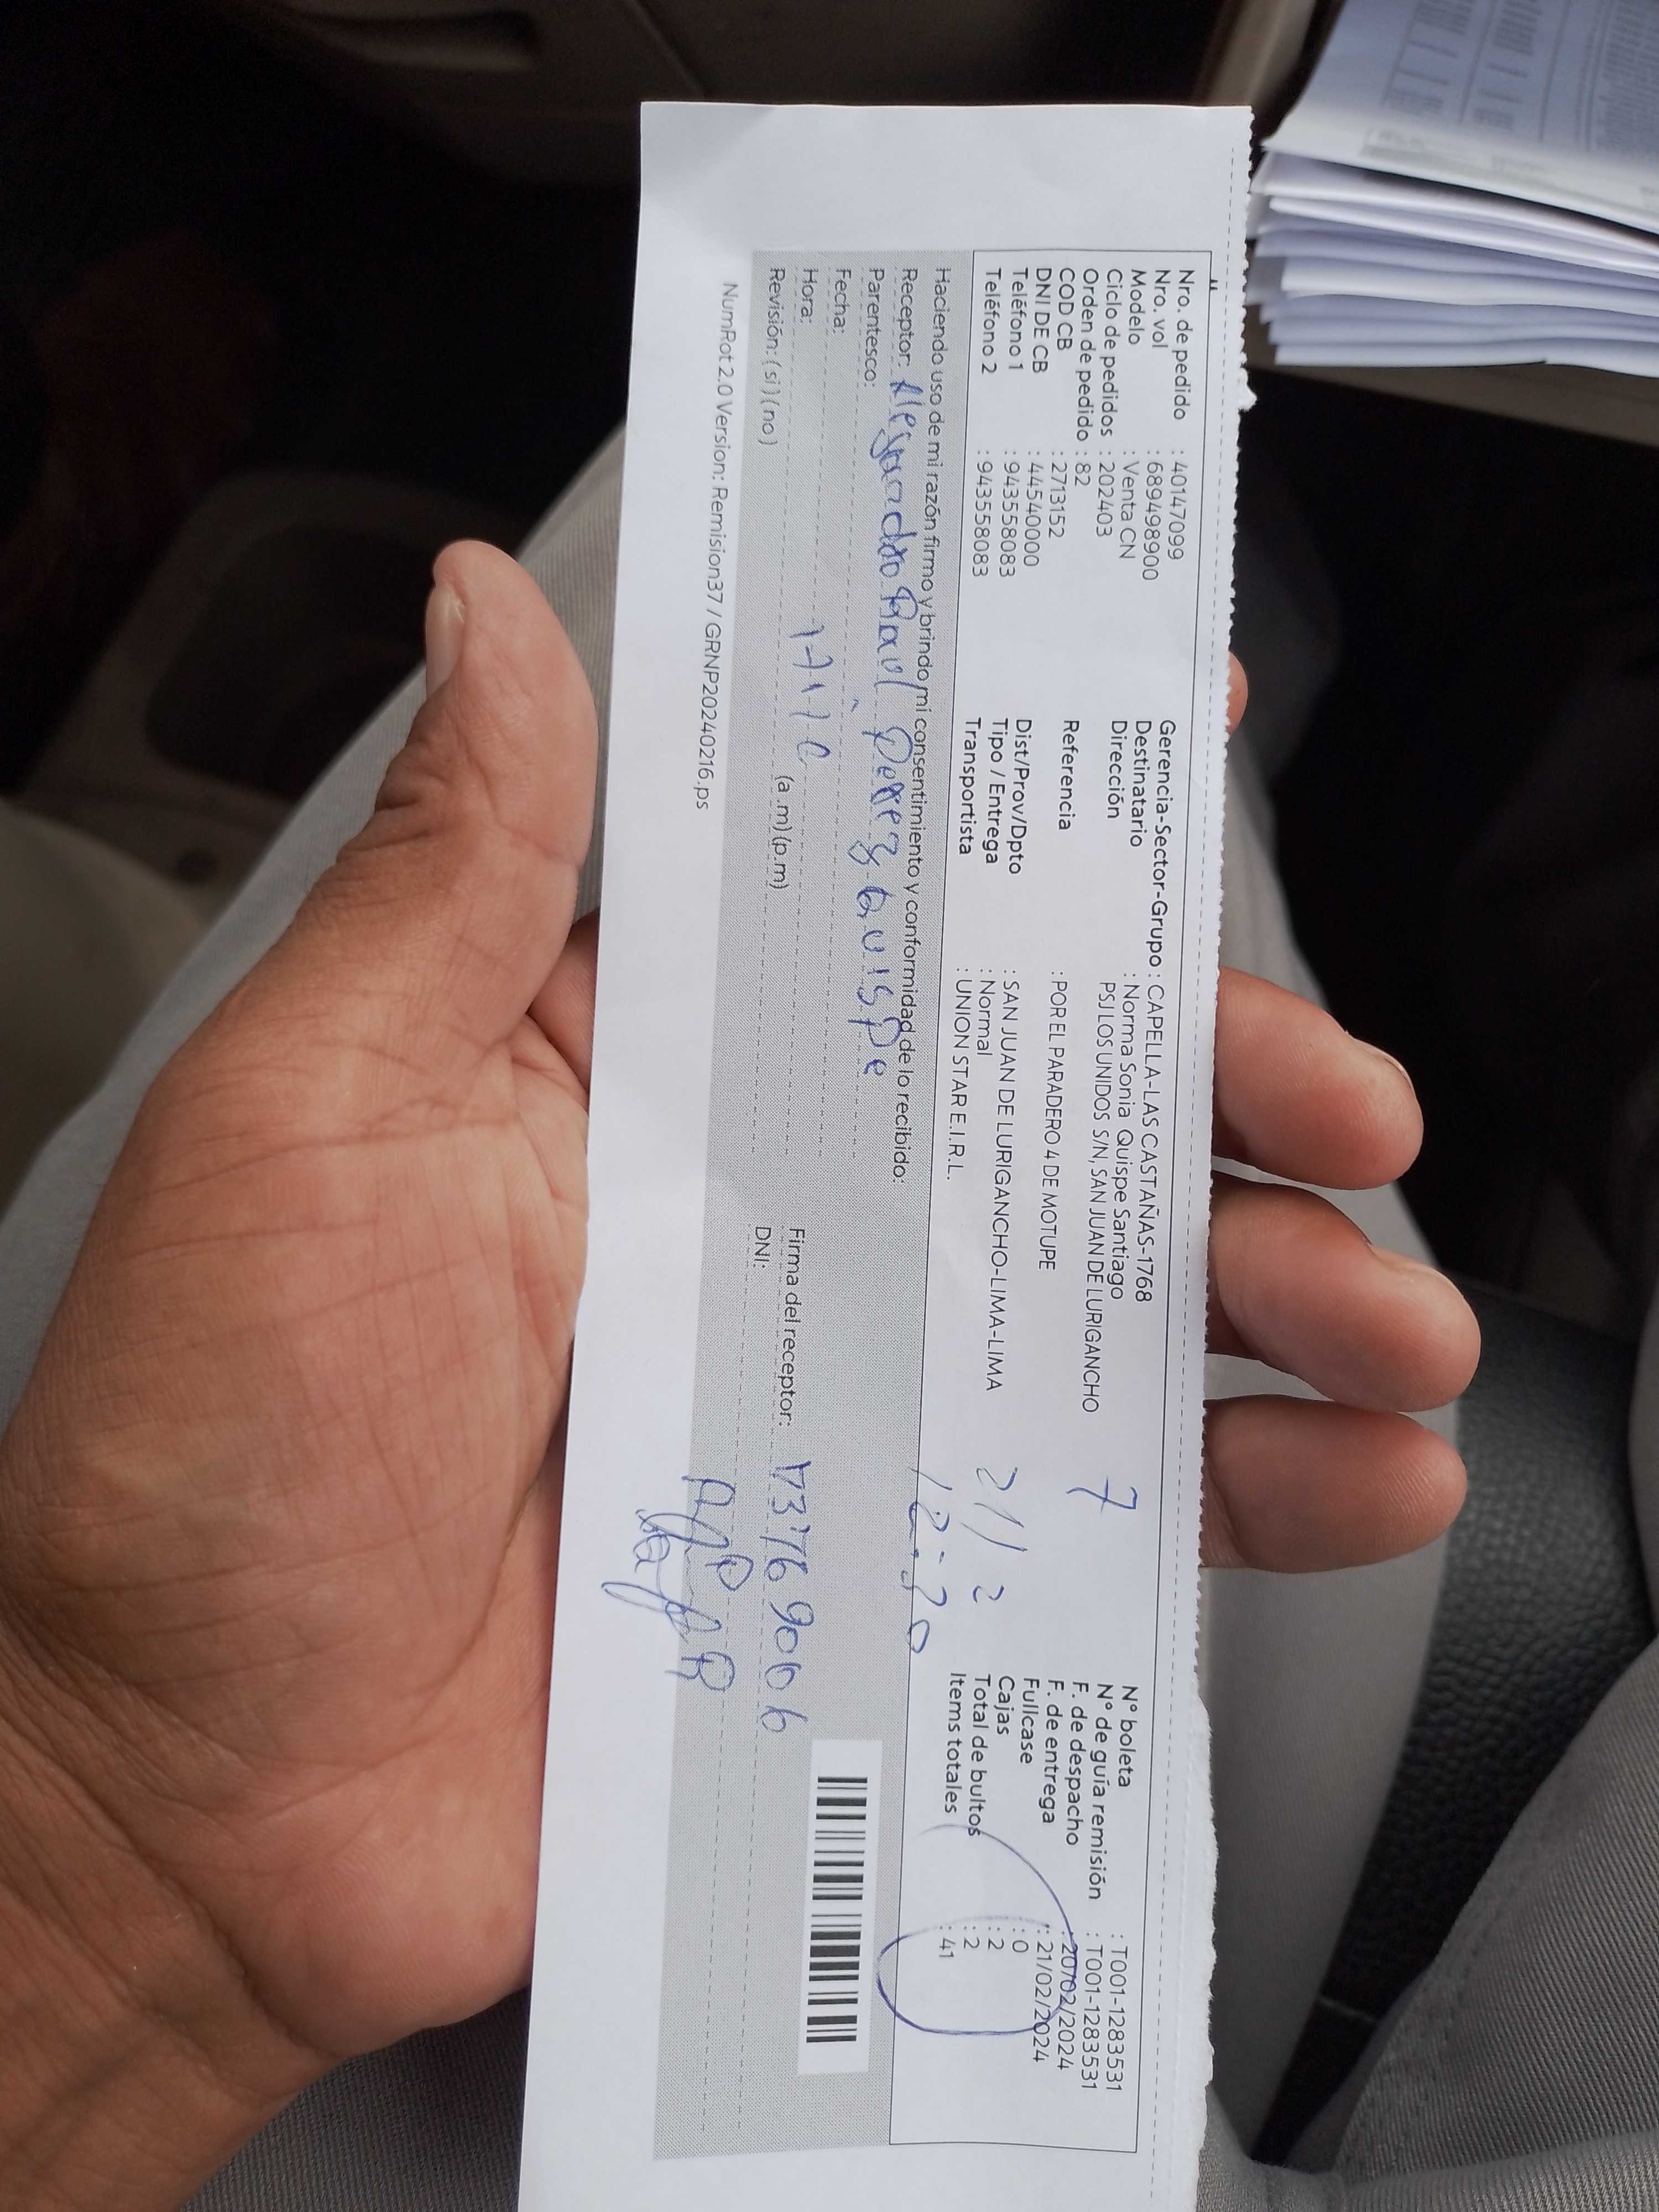 Nro. de pedido : 40147099
Nro. vol : 689498900
Modelo : Venta CN
Ciclo de pedidos : 202403
Orden de pedido : 82
COD CB : 2713152
DNI DE CB : 44540000
Teléfono 1 : 943558083
Teléfono 2 : 943558083
Gerencia-Sector-Grupo : CAPELLA-LAS CASTAÑAS-1768
Destinatario : Norma Sonia Quispe Santiago
Dirección PSJ LOS UNIDOS S/N, SAN JUAN DE LURIGANCHO
Referencia : POR EL PARADERO 4 DE MOTUPE
Dist/Prov/Dpto : SAN JUAN DE LURIGANCHO-LIMA-LIMA
Tipo / Entrega : Normal
Transportista : UNION STAR E.I.R.L.
7
21/2
12:20
N° boleta : T001-1283531
N° de guía remisión : T001-1283531
F. de despacho : 20/02/2024
F. de entrega : 21/02/2024
Fullcase : 0
Cajas : 2
Total de bultos : 2
Items totales : 41
Haciendo uso de mi razón firmo y brindo mi consentimiento y conformidad de lo recibido:
Receptor: Alejandro Raul Perez Quispe
Parentesco:
Fecha:
Hora: (a.m)(p.m)
Revisión: (si) (no)
Firma del receptor: 73769006
DNI:
NumRot 2.0 Version: Remision37 / GRNP20240216.ps